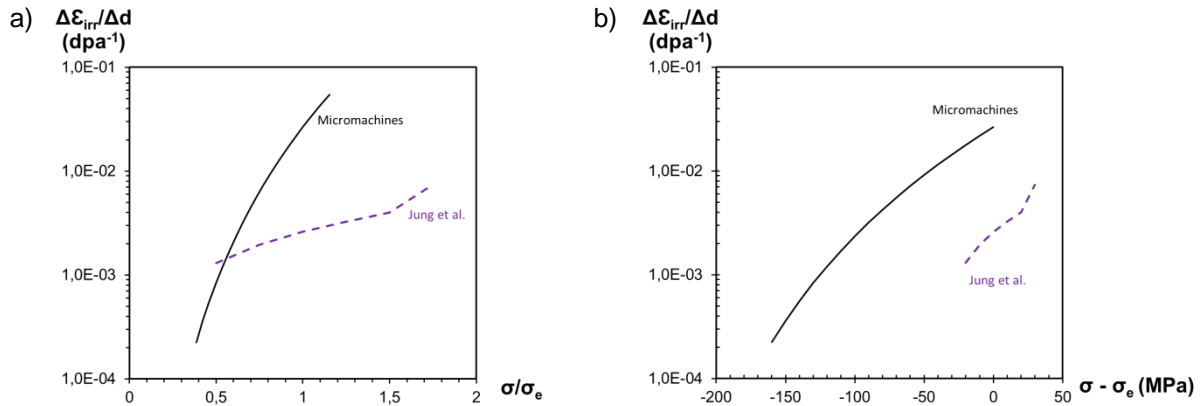 a)
Δεirr/Δd
(dpa-1)
1,0E-01
1,0E-02
1,0E-03
1,0E-04
0
0,5
1
1,5
2
σ/σe
Micromachines
Jung et al.
b)
Δεirr/Δd
(dpa-1)
1,0E-01
1,0E-02
1,0E-03
1,0E-04
-200
-150
-100
-50
0
50
σ - σe (MPa)
Micromachines
Jung et al.